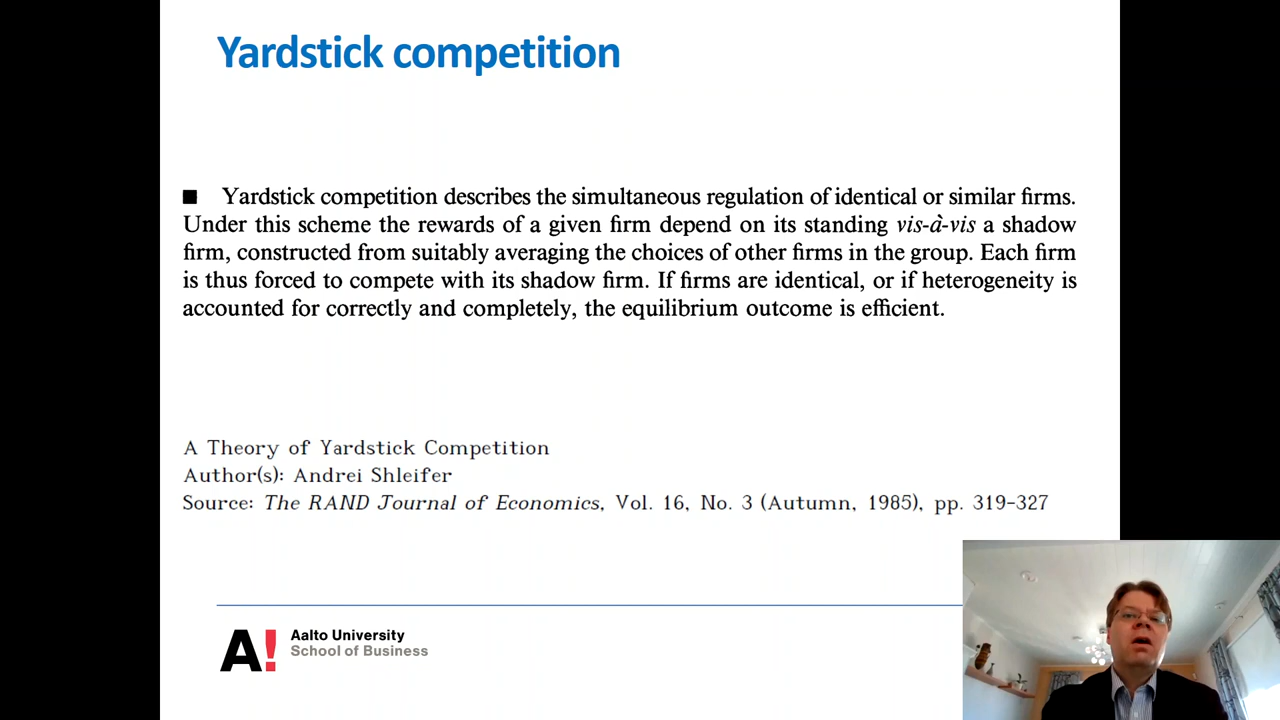 Yardstick competition
■ Yardstick competition describes the simultaneous regulation of identical or similar firms.
Under this scheme the rewards of a given firm depend on its standing vis-à-vis a shadow
firm, constructed from suitably averaging the choices of other firms in the group. Each firm
is thus forced to compete with its shadow firm. If firms are identical, or if heterogeneity is
accounted for correctly and completely, the equilibrium outcome is efficient.
A Theory of Yardstick Competition
Author(s): Andrei Shleifer
Source: The RAND Journal of Economics, Vol. 16, No. 3 (Autumn, 1985), pp. 319-327
A!
Aalto University
School of Business